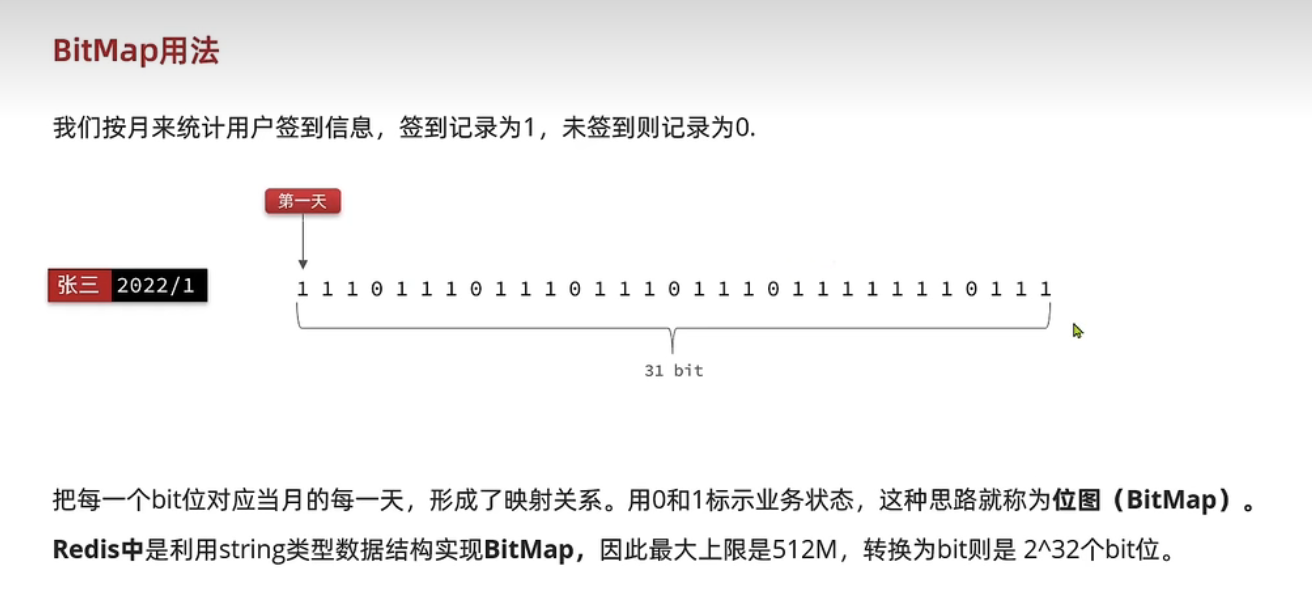 BitMap用法
我们按月来统计用户签到信息，签到记录为1，未签到则记录为0.
第一天
张三 2022/1
1 1 1 0 1 1 1 0 1 1 1 0 1 1 1 0 1 1 1 0 1 1 1 1 1 1 1 0 1 1 1
31 bit
把每一个bit位对应当月的每一天，形成了映射关系。用0和1标示业务状态，这种思路就称为位图（BitMap）。
Redis中是利用string类型数据结构实现BitMap，因此最大上限是512M，转换为bit则是 2^32个bit位。